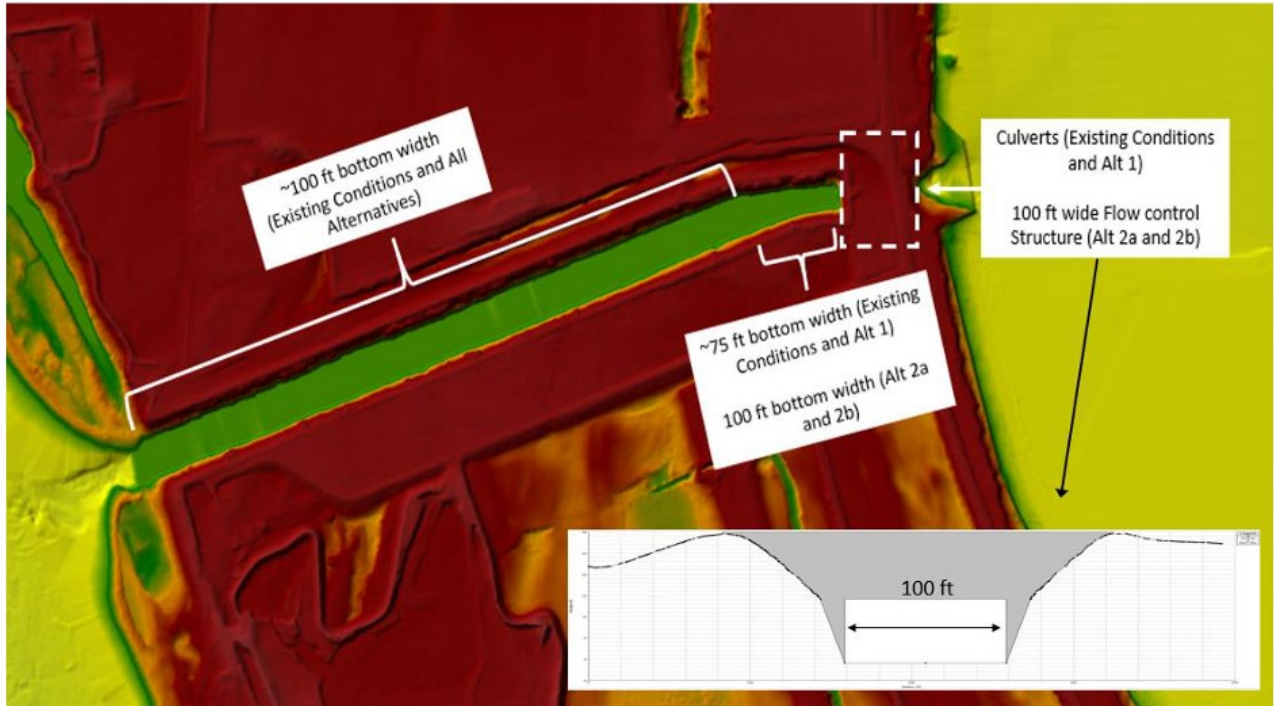 ~100 ft bottom width
(Existing Conditions and All
Alternatives)
Culverts (Existing Conditions
and Alt 1)
100 ft wide Flow control
Structure (Alt 2a and 2b)
~75 ft bottom width (Existing
Conditions and Alt 1)
100 ft bottom width (Alt 2a
and 2b)
100 ft